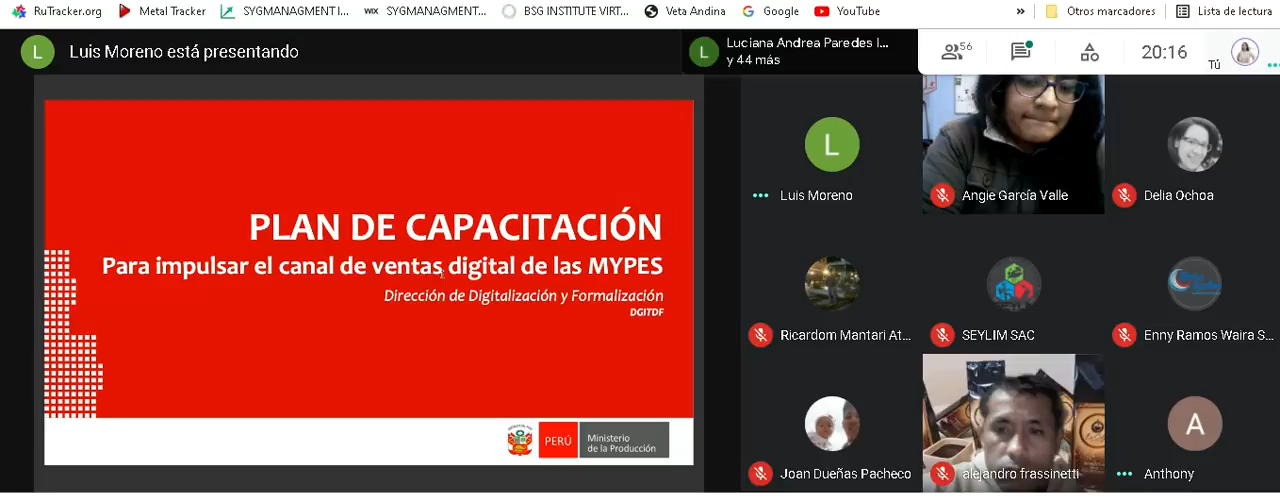 RuTracker.org
Metal Tracker
SYGMANAGMENT I...
WIX
SYGMANAGMENT...
BSG INSTITUTE VIRT...
Veta Andina
Google
YouTube
»
Otros marcadores
Lista de lectura
L
Luis Moreno está presentando
L
Luciana Andrea Paredes I...
y 44 más
56
20:16
Tú
PLAN DE CAPACITACIÓN
Para impulsar el canal de ventas digital de las MYPES
Dirección de Digitalización y Formalización
DGITDF
PERÚ
Ministerio
de la Producción
L
Luis Moreno
Angie García Valle
Delia Ochoa
Ricardom Mantari At...
SEYLIM SAC
Enny Ramos Waira S...
Joan Dueñas Pacheco
alejandro frassinetti
A
Anthony